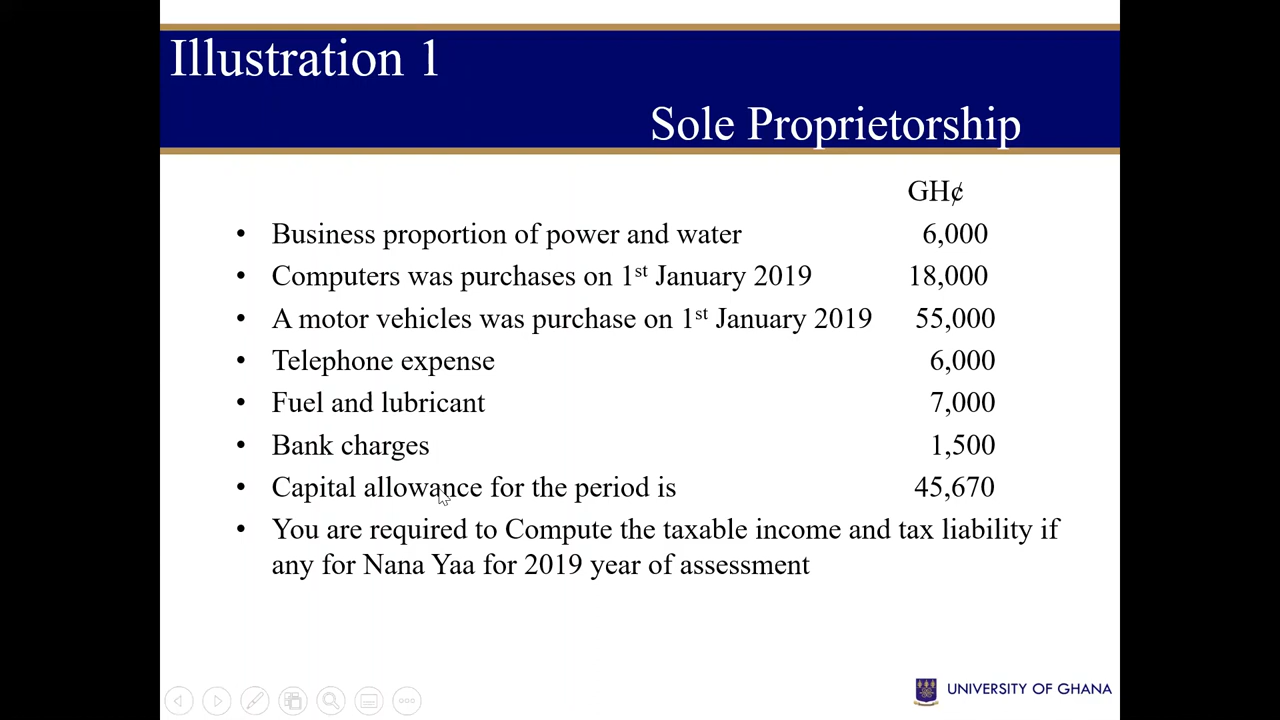 Illustration 1
Sole Proprietorship
GH¢
• Business proportion of power and water 6,000
• Computers was purchases on 1st January 2019 18,000
• A motor vehicles was purchase on 1st January 2019 55,000
• Telephone expense 6,000
• Fuel and lubricant 7,000
• Bank charges 1,500
• Capital allowance for the period is 45,670
• You are required to Compute the taxable income and tax liability if
any for Nana Yaa for 2019 year of assessment
UNIVERSITY OF GHANA